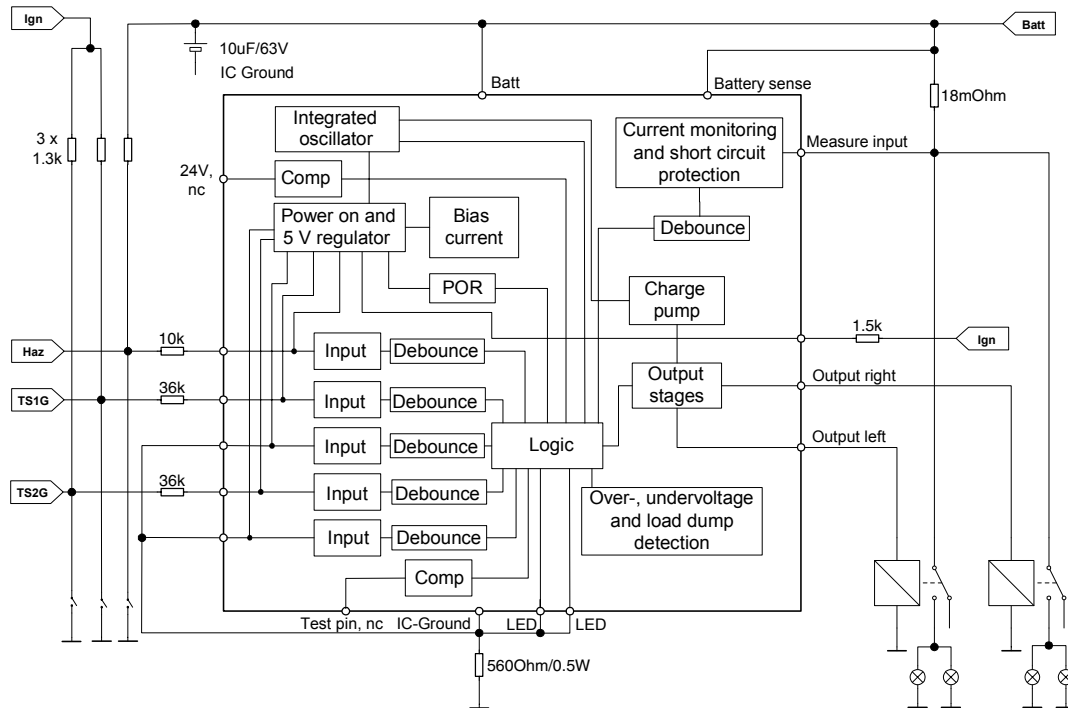 Ign
Batt
10uF/63V
IC Ground
Batt
Battery sense
18mOhm
Integrated
oscillator
Current monitoring
and short circuit
protection
3 x
1.3k
Measure input
24V,
nc
Comp
Power on and
5 V regulator
Bias
current
Debounce
POR
Charge
pump
1.5k
Ign
Haz
10k
Input
Debounce
TS1G
36k
Input
Debounce
Output
stages
Output right
Input
Debounce
Logic
Output left
TS2G
36k
Input
Debounce
Over-, undervoltage
and load dump
detection
Input
Debounce
Comp
Test pin, nc
IC-Ground
LED
LED
560Ohm/0.5W